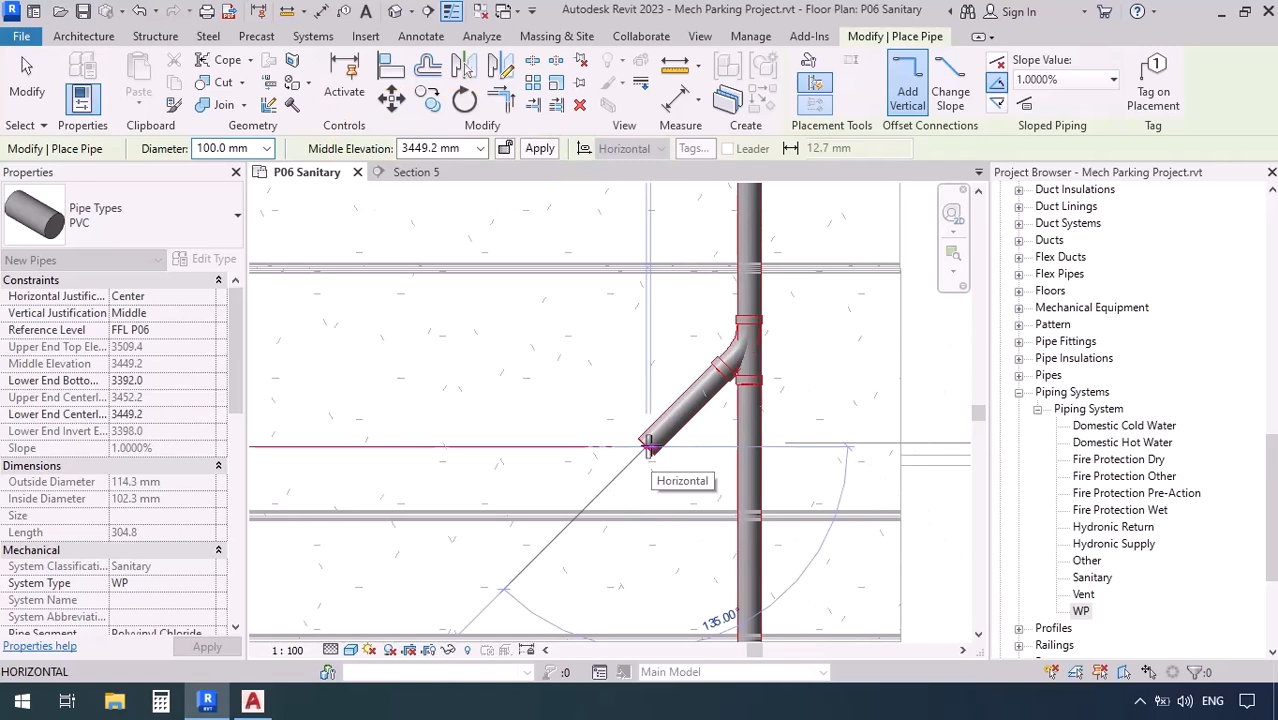 Autodesk Revit 2023 - Mech Parking Project.rvt - Floor Plan: P06 Sanitary
Sign In
File
Architecture
Structure
Steel
Precast
Systems
Insert
Annotate
Analyze
Massing & Site
Collaborate
View
Manage
Add-Ins
Modify | Place Pipe
Modify
Select
Properties
Paste
Clipboard
Cope
Cut
Join
Geometry
Activate
Controls
Modify
View
Measure
Create
Placement Tools
Add
Vertical
Change
Slope
Offset Connections
Slope Value:
1.0000%
Sloped Piping
Tag on
Placement
Tag
Modify | Place Pipe
Diameter:
100.0 mm
Middle Elevation:
3449.2 mm
Apply
Horizontal
Tags...
Leader
12.7 mm
Properties
Pipe Types
PVC
New Pipes
Edit Type
Constraints
Horizontal Justific... Center
Vertical Justification Middle
Reference Level FFL P06
Upper End Top Ele... 3509.4
Middle Elevation 3449.2
Lower End Botto... 3392.0
Upper End Centerl... 3452.2
Lower End Centerl... 3449.2
Lower End Invert E... 3398.0
Slope 1.0000%
Dimensions
Outside Diameter 114.3 mm
Inside Diameter 102.3 mm
Size
Length 304.8
Mechanical
System Classificati... Sanitary
System Type WP
System Name
System Abbreviati...
Pipe Segment Polyvinyl Chloride
Properties help
Apply
P06 Sanitary
Section 5
2D
Horizontal
135.00°
1 : 100
Project Browser - Mech Parking Project.rvt
Duct Insulations
Duct Linings
Duct Systems
Ducts
Flex Ducts
Flex Pipes
Floors
Mechanical Equipment
Pattern
Pipe Fittings
Pipe Insulations
Pipes
Piping Systems
Piping System
Domestic Cold Water
Domestic Hot Water
Fire Protection Dry
Fire Protection Other
Fire Protection Pre-Action
Fire Protection Wet
Hydronic Return
Hydronic Supply
Other
Sanitary
Vent
WP
Profiles
Railings
HORIZONTAL
:0
Main Model
:0
ENG